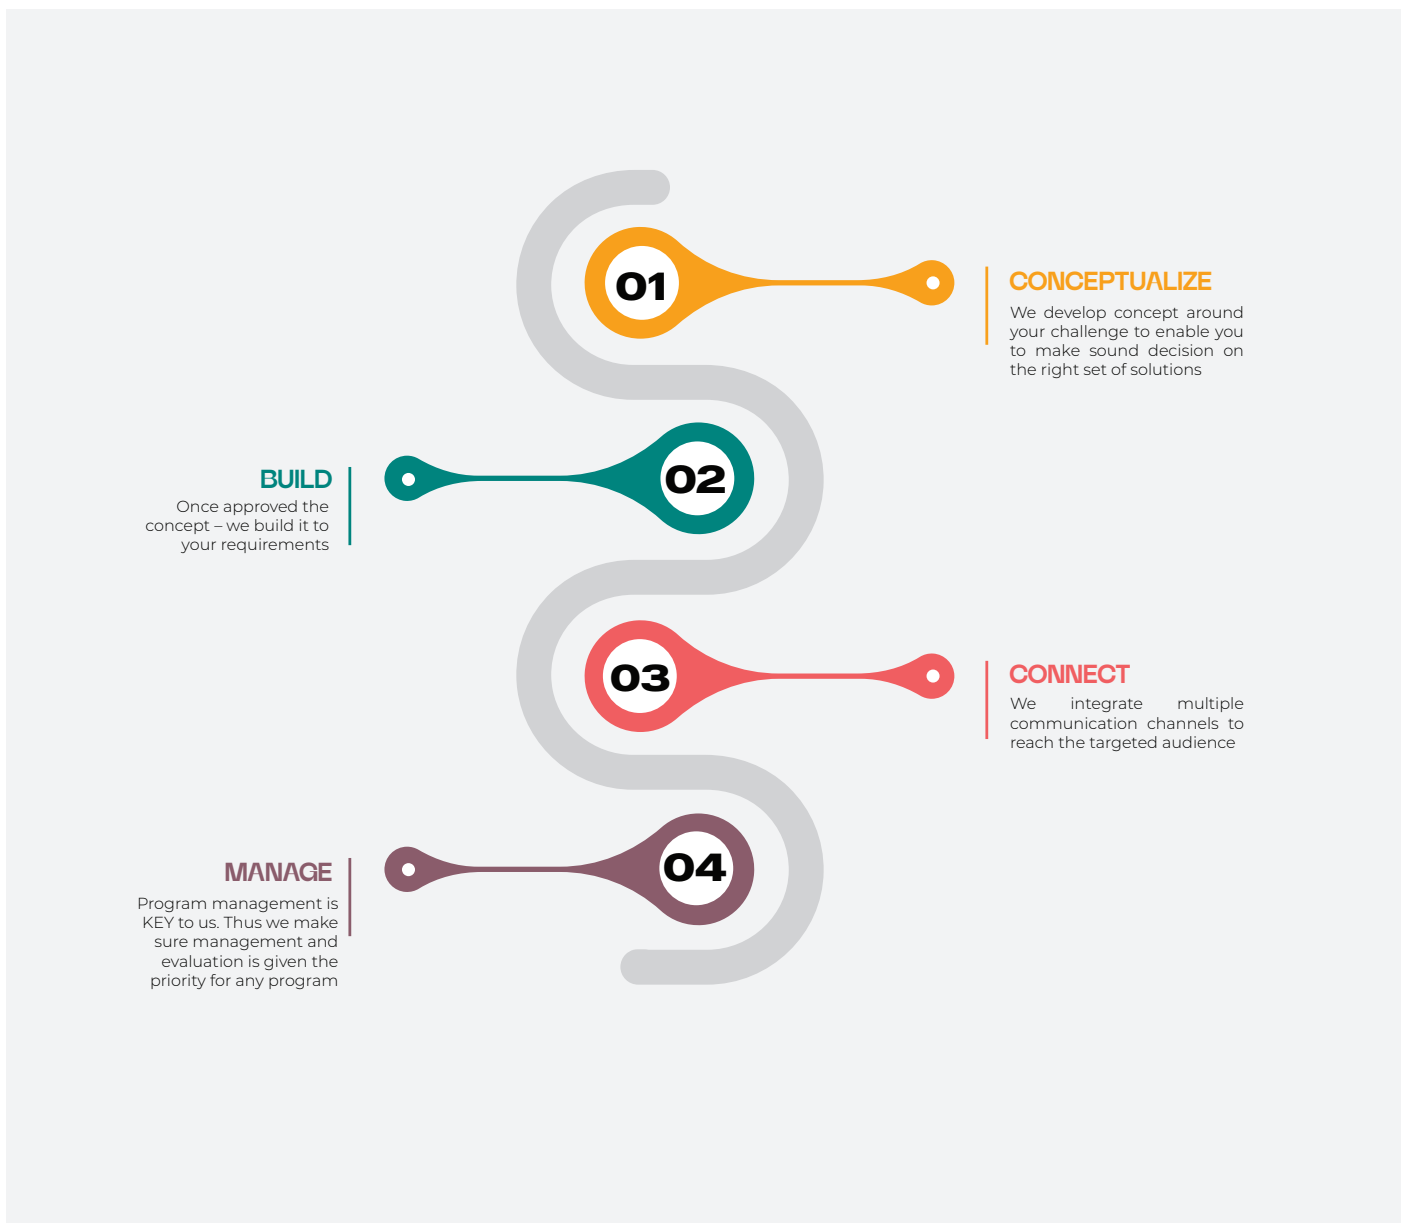 01
CONCEPTUALIZE
We develop concept around
your challenge to enable you
to make sound decision on
the right set of solutions
02
BUILD
Once approved the
concept – we build it to
your requirements
03
CONNECT
We integrate multiple
communication channels to
reach the targeted audience
04
MANAGE
Program management is
KEY to us. Thus we make
sure management and
evaluation is given the
priority for any program